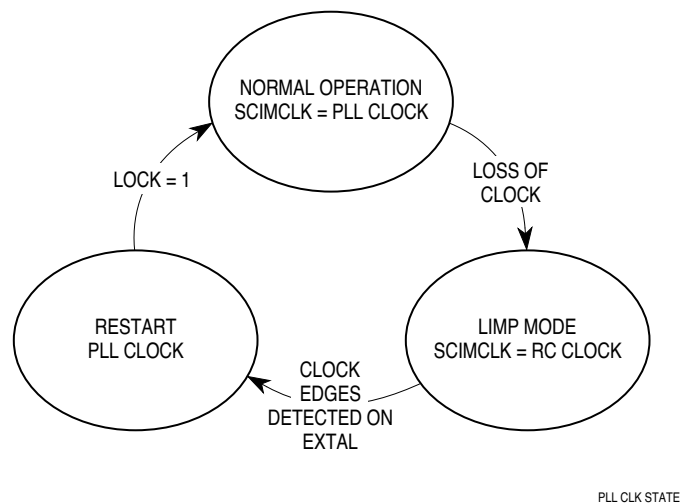 NORMAL OPERATION
SCIMCLK = PLL CLOCK
LOCK = 1
LOSS OF
CLOCK
RESTART
PLL CLOCK
LIMP MODE
SCIMCLK = RC CLOCK
CLOCK
EDGES
DETECTED ON
EXTAL
PLL CLK STATE